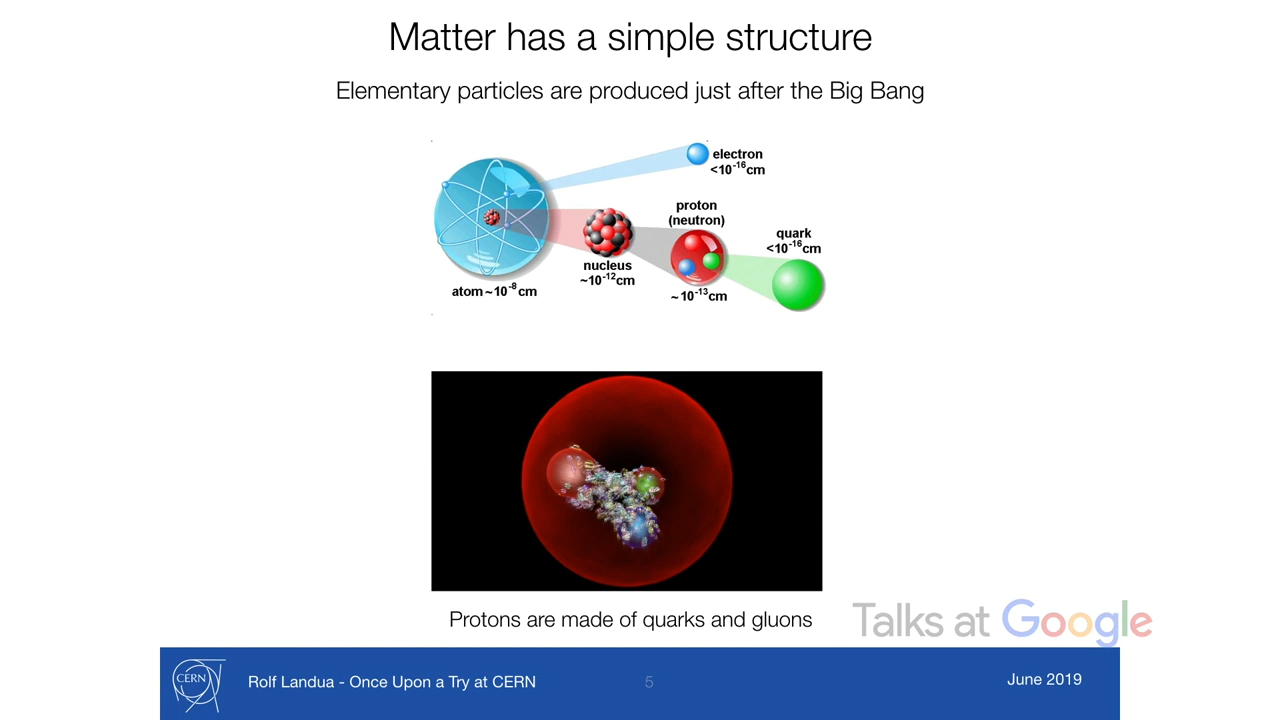 Matter has a simple structure
Elementary particles are produced just after the Big Bang
electron
<10⁻¹⁶cm
proton
(neutron)
quark
<10⁻¹⁶cm
nucleus
~10⁻¹²cm
atom ~10⁻⁸cm
~10⁻¹³cm
Protons are made of quarks and gluons
Talks at Google
CERN
Rolf Landua - Once Upon a Try at CERN
5
June 2019